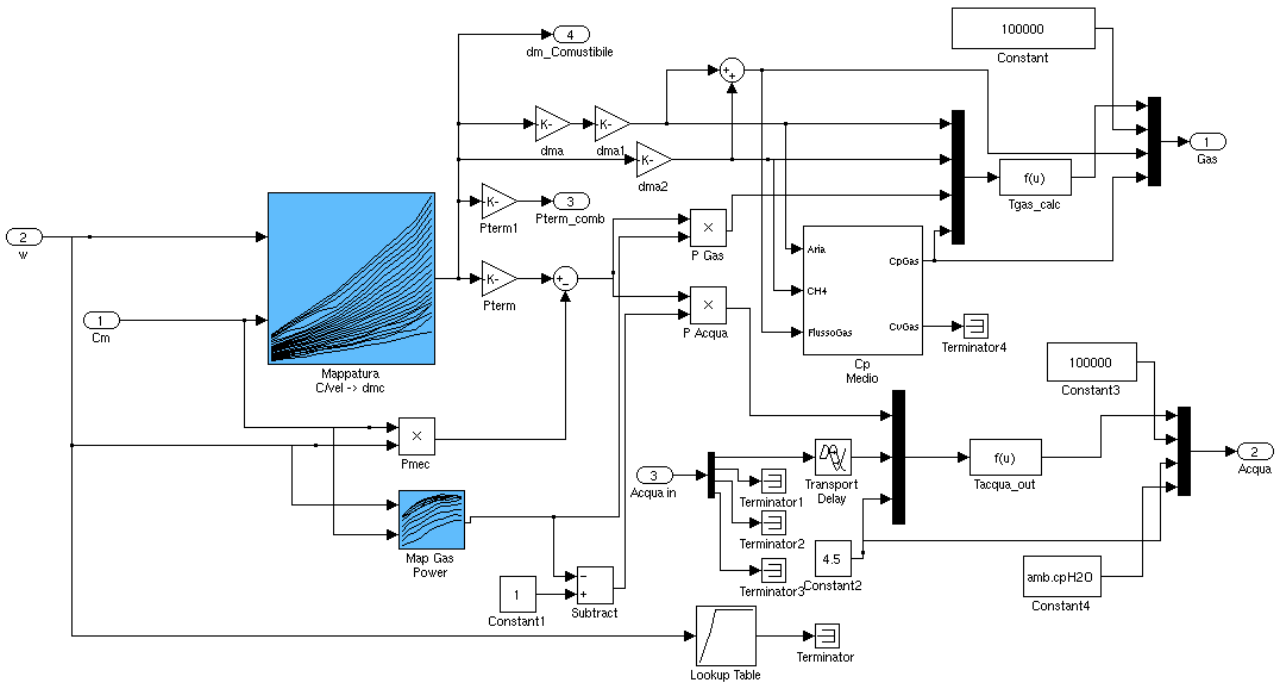 100000
Constant
4
dm_Comustibile
+
+
-K-
dma
-K-
dma1
-K-
dma2
1
Gas
f(u)
Tgas_calc
-K-
Pterm1
3
Pterm_comb
2
w
×
P Gas
Aria
CpGas
CH4
FlussoGas
CvGas
Cp
Medio
-K-
Pterm
+
−
×
P Acqua
1
Cm
Terminator4
Mappatura
C/vel -> dmc
100000
Constant3
×
Pmec
3
Acqua in
Transport
Delay
f(u)
Tacqua_out
2
Acqua
Terminator1
Terminator2
Terminator3
Map Gas
Power
4.5
Constant2
amb.cpH2O
Constant4
1
Constant1
−
+
Subtract
Lookup Table
Terminator